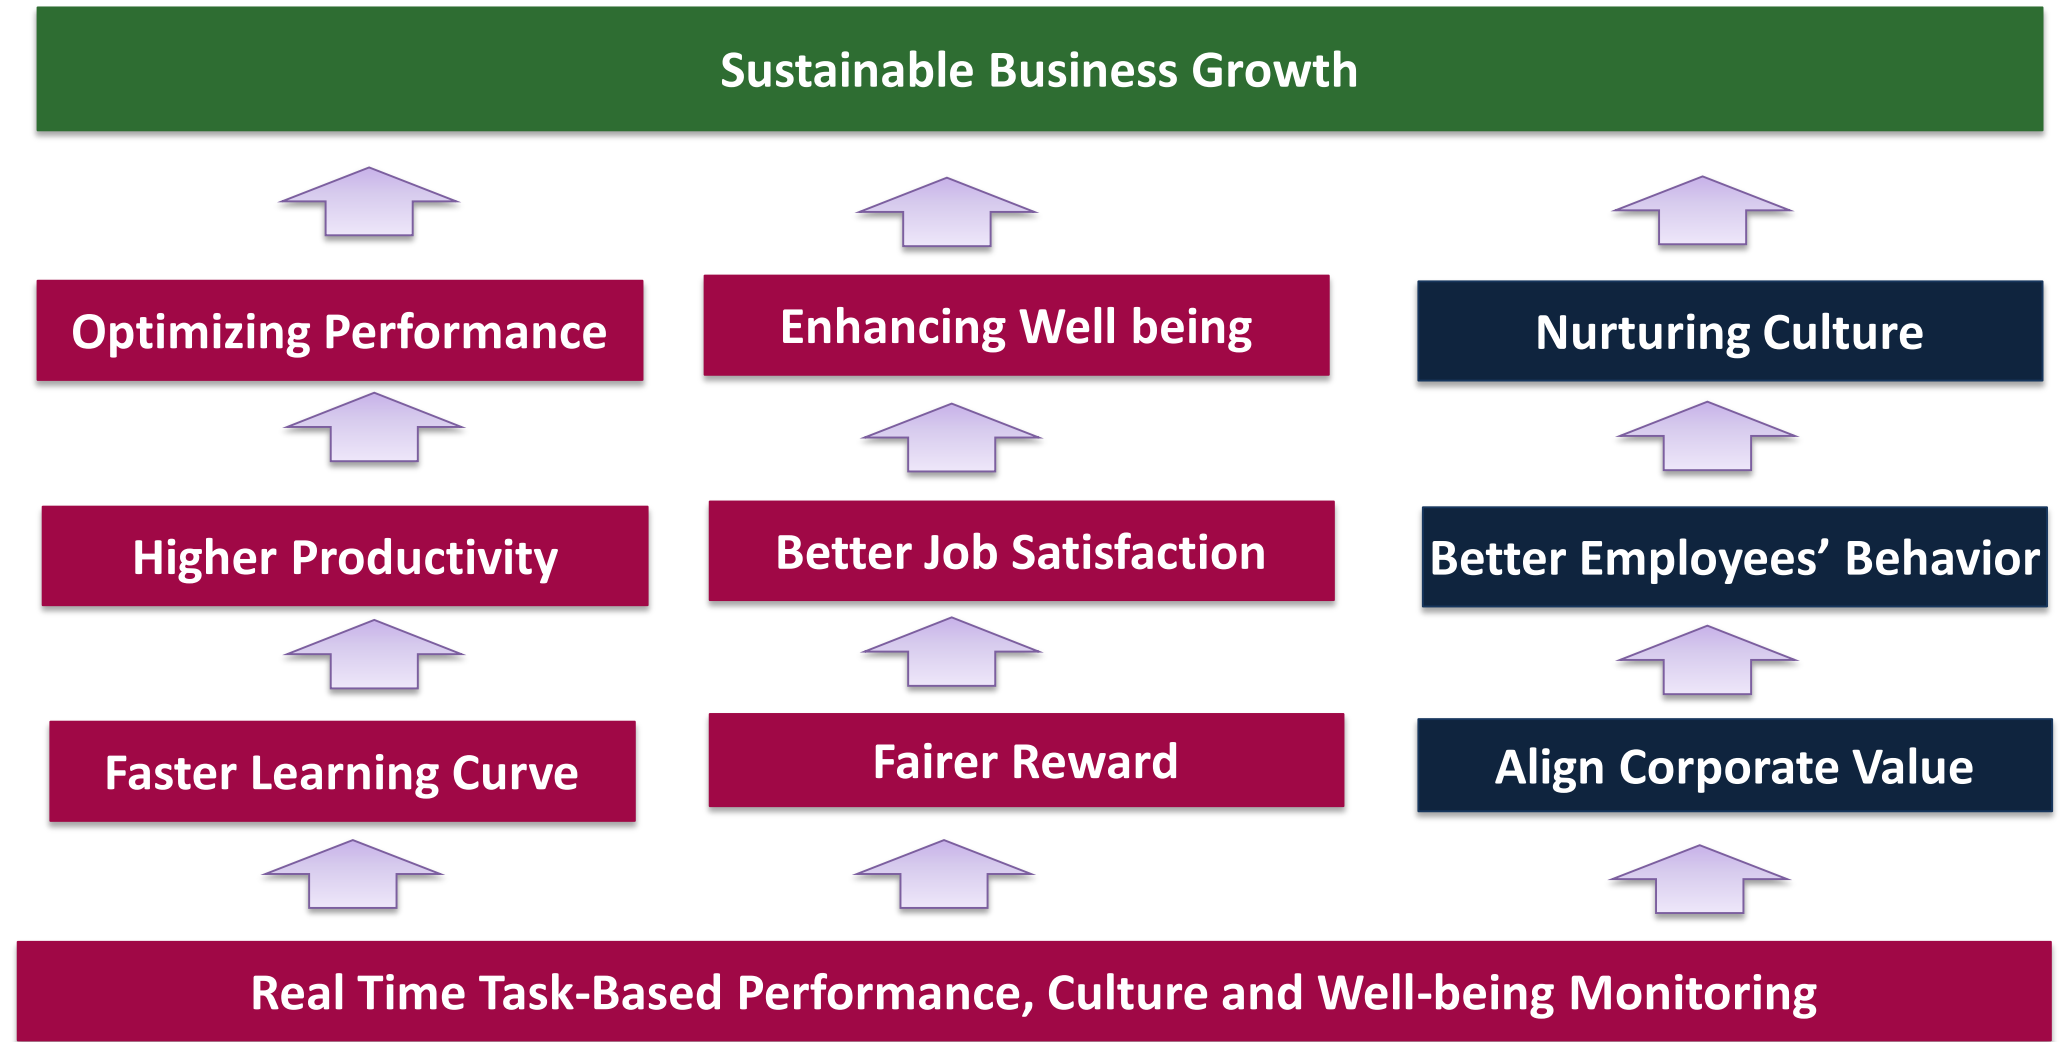 Sustainable Business Growth
Optimizing Performance
Enhancing Well being
Nurturing Culture
Higher Productivity
Better Job Satisfaction
Better Employees’ Behavior
Faster Learning Curve
Fairer Reward
Align Corporate Value
Real Time Task-Based Performance, Culture and Well-being Monitoring